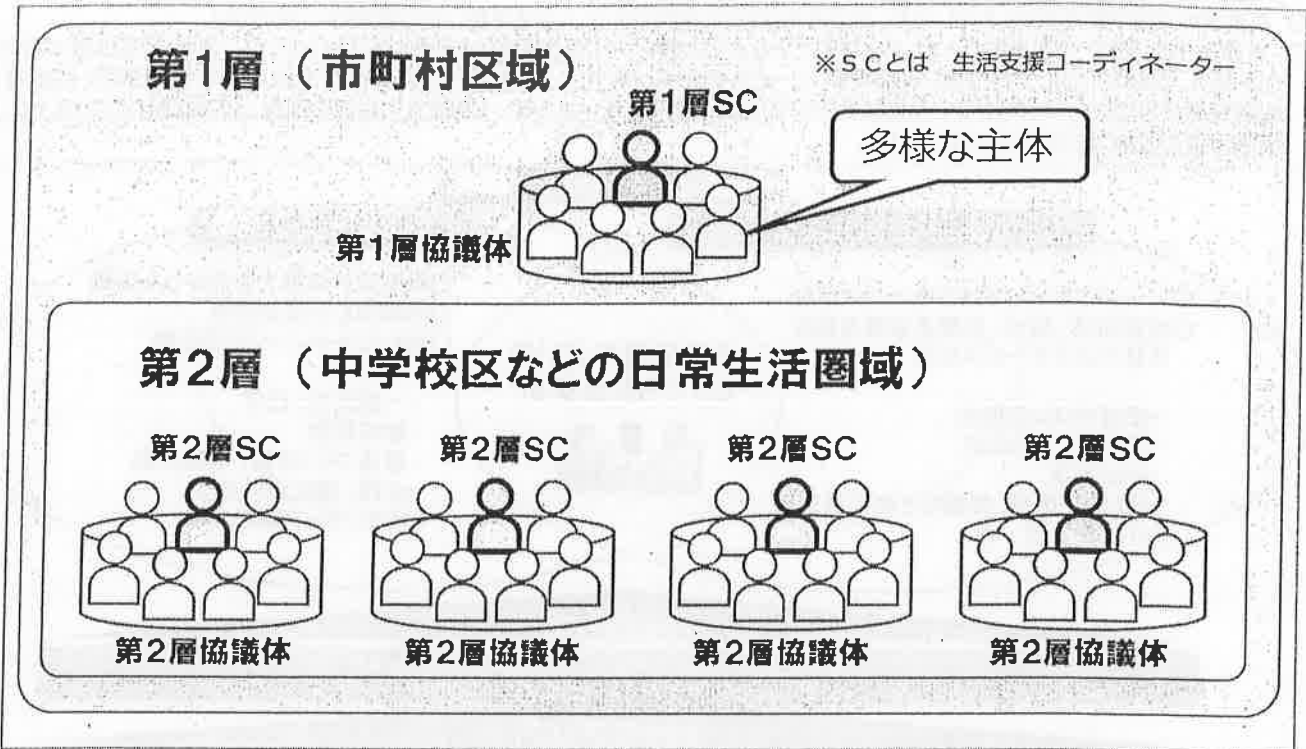 第1層(市町村区域)
※SCとは 生活支援コーディネーター
第1層SC
多様な主体
第1層協議体
第2層(中学校区などの日常生活圏域)
第2層SC
第2層SC
第2層SC
第2層SC
第2層協議体
第2層協議体
第2層協議体
第2層協議体